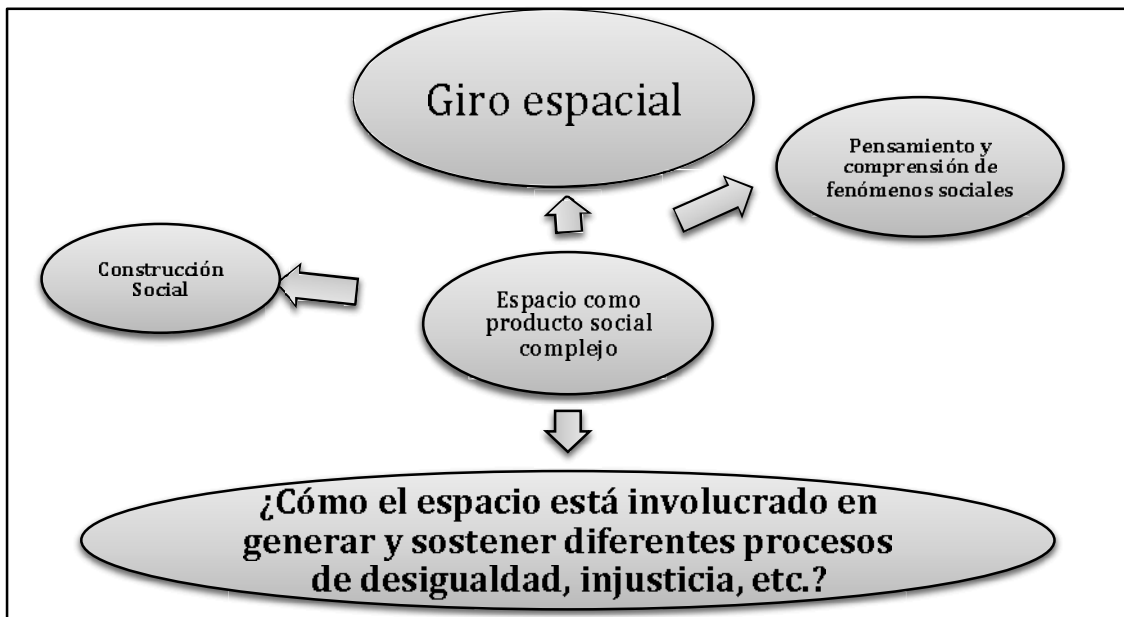 Giro espacial
Pensamiento y
comprensión de
fenómenos sociales
Construcción
Social
Espacio como
producto social
complejo
¿Cómo el espacio está involucrado en
generar y sostener diferentes procesos
de desigualdad, injusticia, etc.?